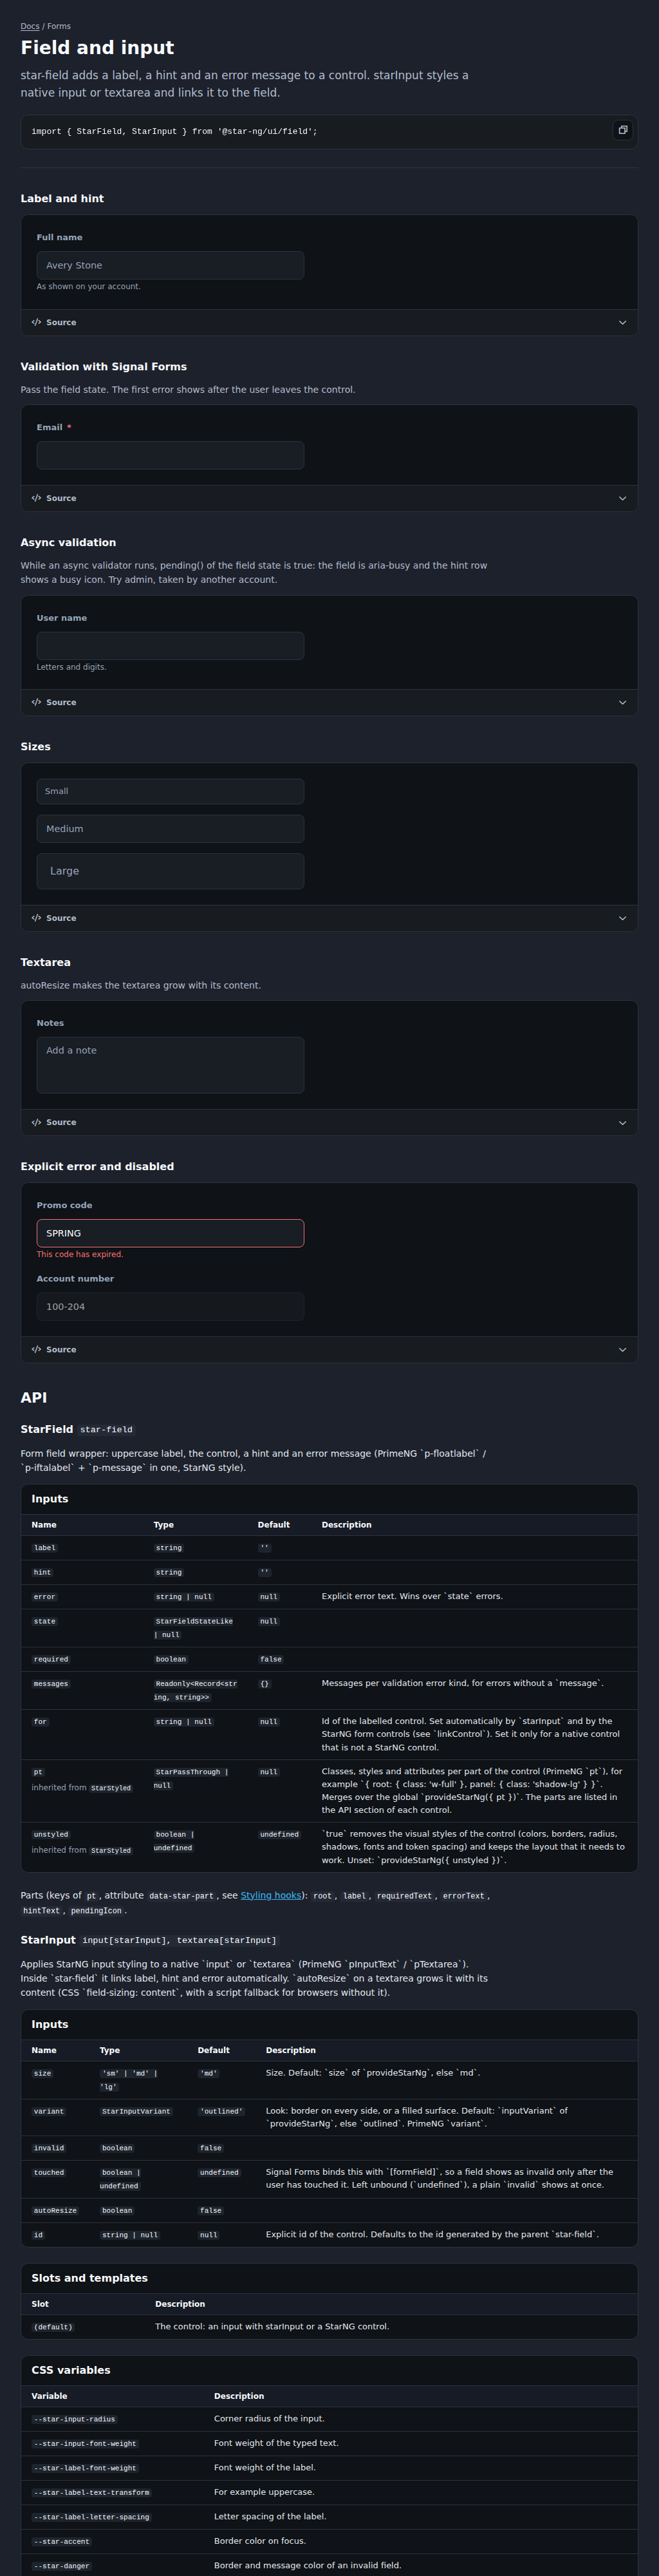 Docs / Forms
Field and input
star-field adds a label, a hint and an error message to a control. starInput styles a
native input or textarea and links it to the field.
import { StarField, StarInput } from '@star-ng/ui/field';
Label and hint
Full name
Avery Stone
As shown on your account.
Source
Validation with Signal Forms
Pass the field state. The first error shows after the user leaves the control.
Email *
Source
Async validation
While an async validator runs, pending() of the field state is true: the field is aria-busy and the hint row
shows a busy icon. Try admin, taken by another account.
User name
Letters and digits.
Source
Sizes
Small
Medium
Large
Source
Textarea
autoResize makes the textarea grow with its content.
Notes
Add a note
Source
Explicit error and disabled
Promo code
SPRING
This code has expired.
Account number
100-204
Source
API
StarField star-field
Form field wrapper: uppercase label, the control, a hint and an error message (PrimeNG `p-floatlabel` /
`p-iftalabel` + `p-message` in one, StarNG style).
Inputs
Name Type Default Description
label string ''
hint string ''
error string | null null Explicit error text. Wins over `state` errors.
state StarFieldStateLike null
| null
required boolean false
messages Readonly<Record<str {} Messages per validation error kind, for errors without a `message`.
ing, string>>
for string | null null Id of the labelled control. Set automatically by `starInput` and by the
StarNG form controls (see `linkControl`). Set it only for a native control
that is not a StarNG control.
pt StarPassThrough | null Classes, styles and attributes per part of the control (PrimeNG `pt`), for
inherited from StarStyled null example `{ root: { class: 'w-full' }, panel: { class: 'shadow-lg' } }`.
Merges over the global `provideStarNg({ pt })`. The parts are listed in
the API section of each control.
unstyled boolean | undefined `true` removes the visual styles of the control (colors, borders, radius,
inherited from StarStyled undefined shadows, fonts and token spacing) and keeps the layout that it needs to
work. Unset: `provideStarNg({ unstyled })`.
Parts (keys of pt, attribute data-star-part, see Styling hooks): root, label, requiredText, errorText,
hintText, pendingIcon.
StarInput input[starInput], textarea[starInput]
Applies StarNG input styling to a native `input` or `textarea` (PrimeNG `pInputText` / `pTextarea`).
Inside `star-field` it links label, hint and error automatically. `autoResize` on a textarea grows it with its
content (CSS `field-sizing: content`, with a script fallback for browsers without it).
Inputs
Name Type Default Description
size 'sm' | 'md' | 'md' Size. Default: `size` of `provideStarNg`, else `md`.
'lg'
variant StarInputVariant 'outlined' Look: border on every side, or a filled surface. Default: `inputVariant` of
`provideStarNg`, else `outlined`. PrimeNG `variant`.
invalid boolean false
touched boolean | undefined Signal Forms binds this with `[formField]`, so a field shows as invalid only after the
undefined user has touched it. Left unbound (`undefined`), a plain `invalid` shows at once.
autoResize boolean false
id string | null null Explicit id of the control. Defaults to the id generated by the parent `star-field`.
Slots and templates
Slot Description
(default) The control: an input with starInput or a StarNG control.
CSS variables
Variable Description
--star-input-radius Corner radius of the input.
--star-input-font-weight Font weight of the typed text.
--star-label-font-weight Font weight of the label.
--star-label-text-transform For example uppercase.
--star-label-letter-spacing Letter spacing of the label.
--star-accent Border color on focus.
--star-danger Border and message color of an invalid field.